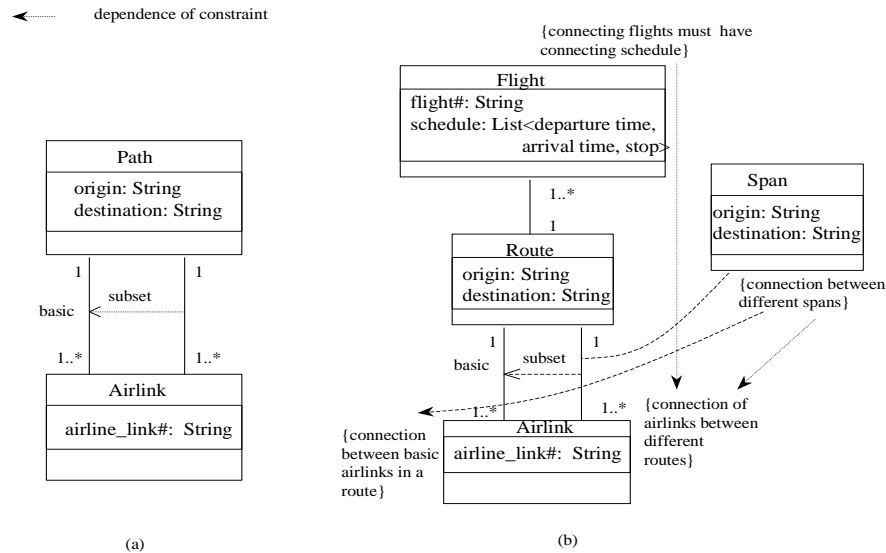 dependence of constraint
Path
origin: String
destination: String
1
1
basic
subset
1..*
1..*
Airlink
airline_link#: String
(a)
{connecting flights must have
connecting schedule}
Flight
flight#: String
schedule: List<departure time,
arrival time, stop>
1..*
1
Route
origin: String
destination: String
Span
origin: String
destination: String
{connection between
different spans}
1
1
basic
subset
1..*
1..*
Airlink
airline_link#: String
{connection
between basic
airlinks in a
route}
{connection of
airlinks between
different
routes}
(b)